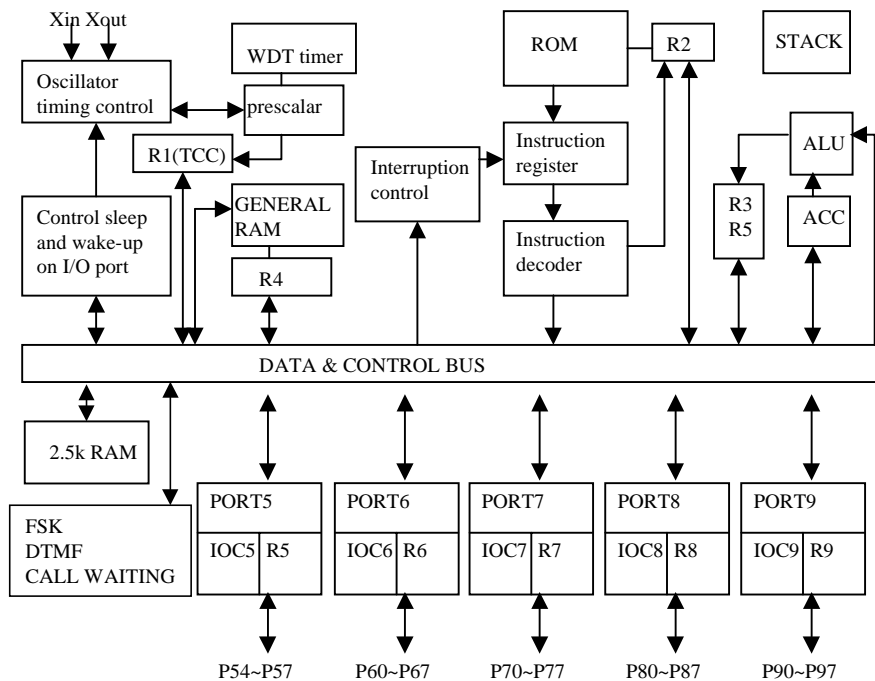 Xin Xout
Oscillator
timing control
WDT timer
prescalar
R1(TCC)
ROM
R2
STACK
Interruption
control
Instruction
register
ALU
Control sleep
and wake-up
on I/O port
GENERAL
RAM
R4
Instruction
decoder
R3
R5
ACC
DATA & CONTROL BUS
2.5k RAM
FSK
DTMF
CALL WAITING
PORT5
IOC5 R5
PORT6
IOC6 R6
PORT7
IOC7 R7
PORT8
IOC8 R8
PORT9
IOC9 R9
P54~P57
P60~P67
P70~P77
P80~P87
P90~P97